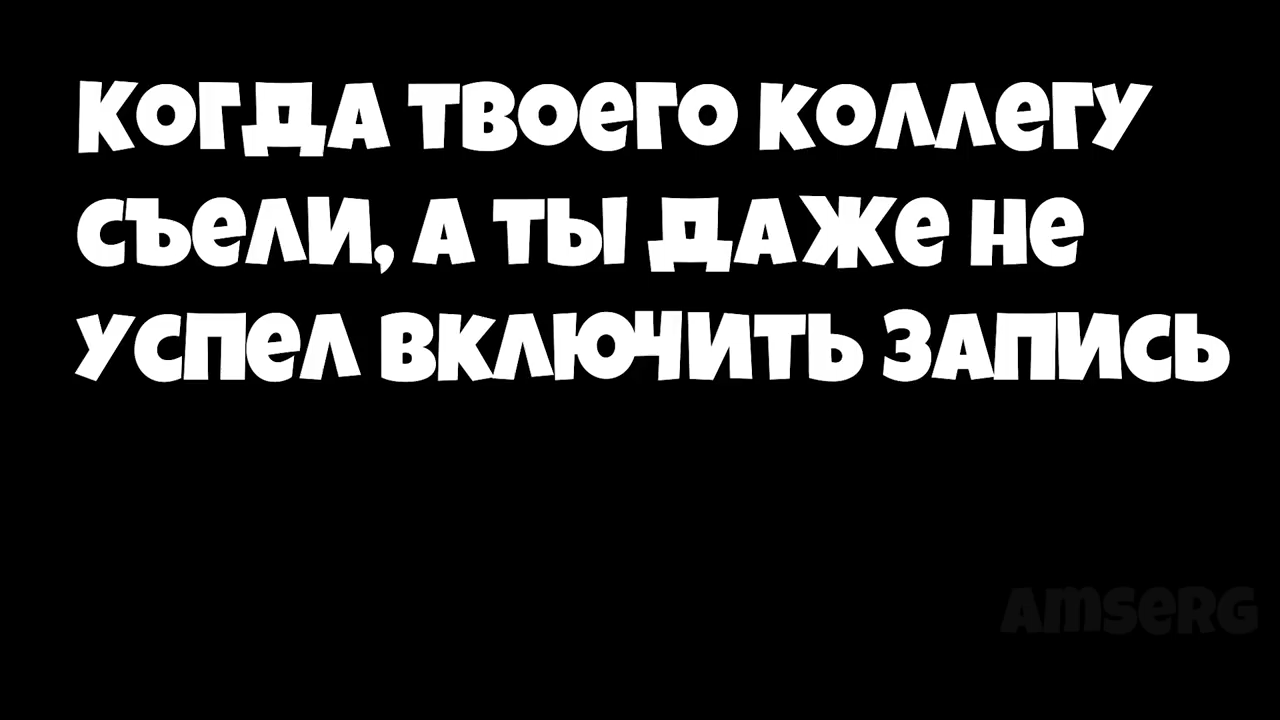 Когда твоего коллегу
съели, а ты даже не
успел включить запись
Amserg